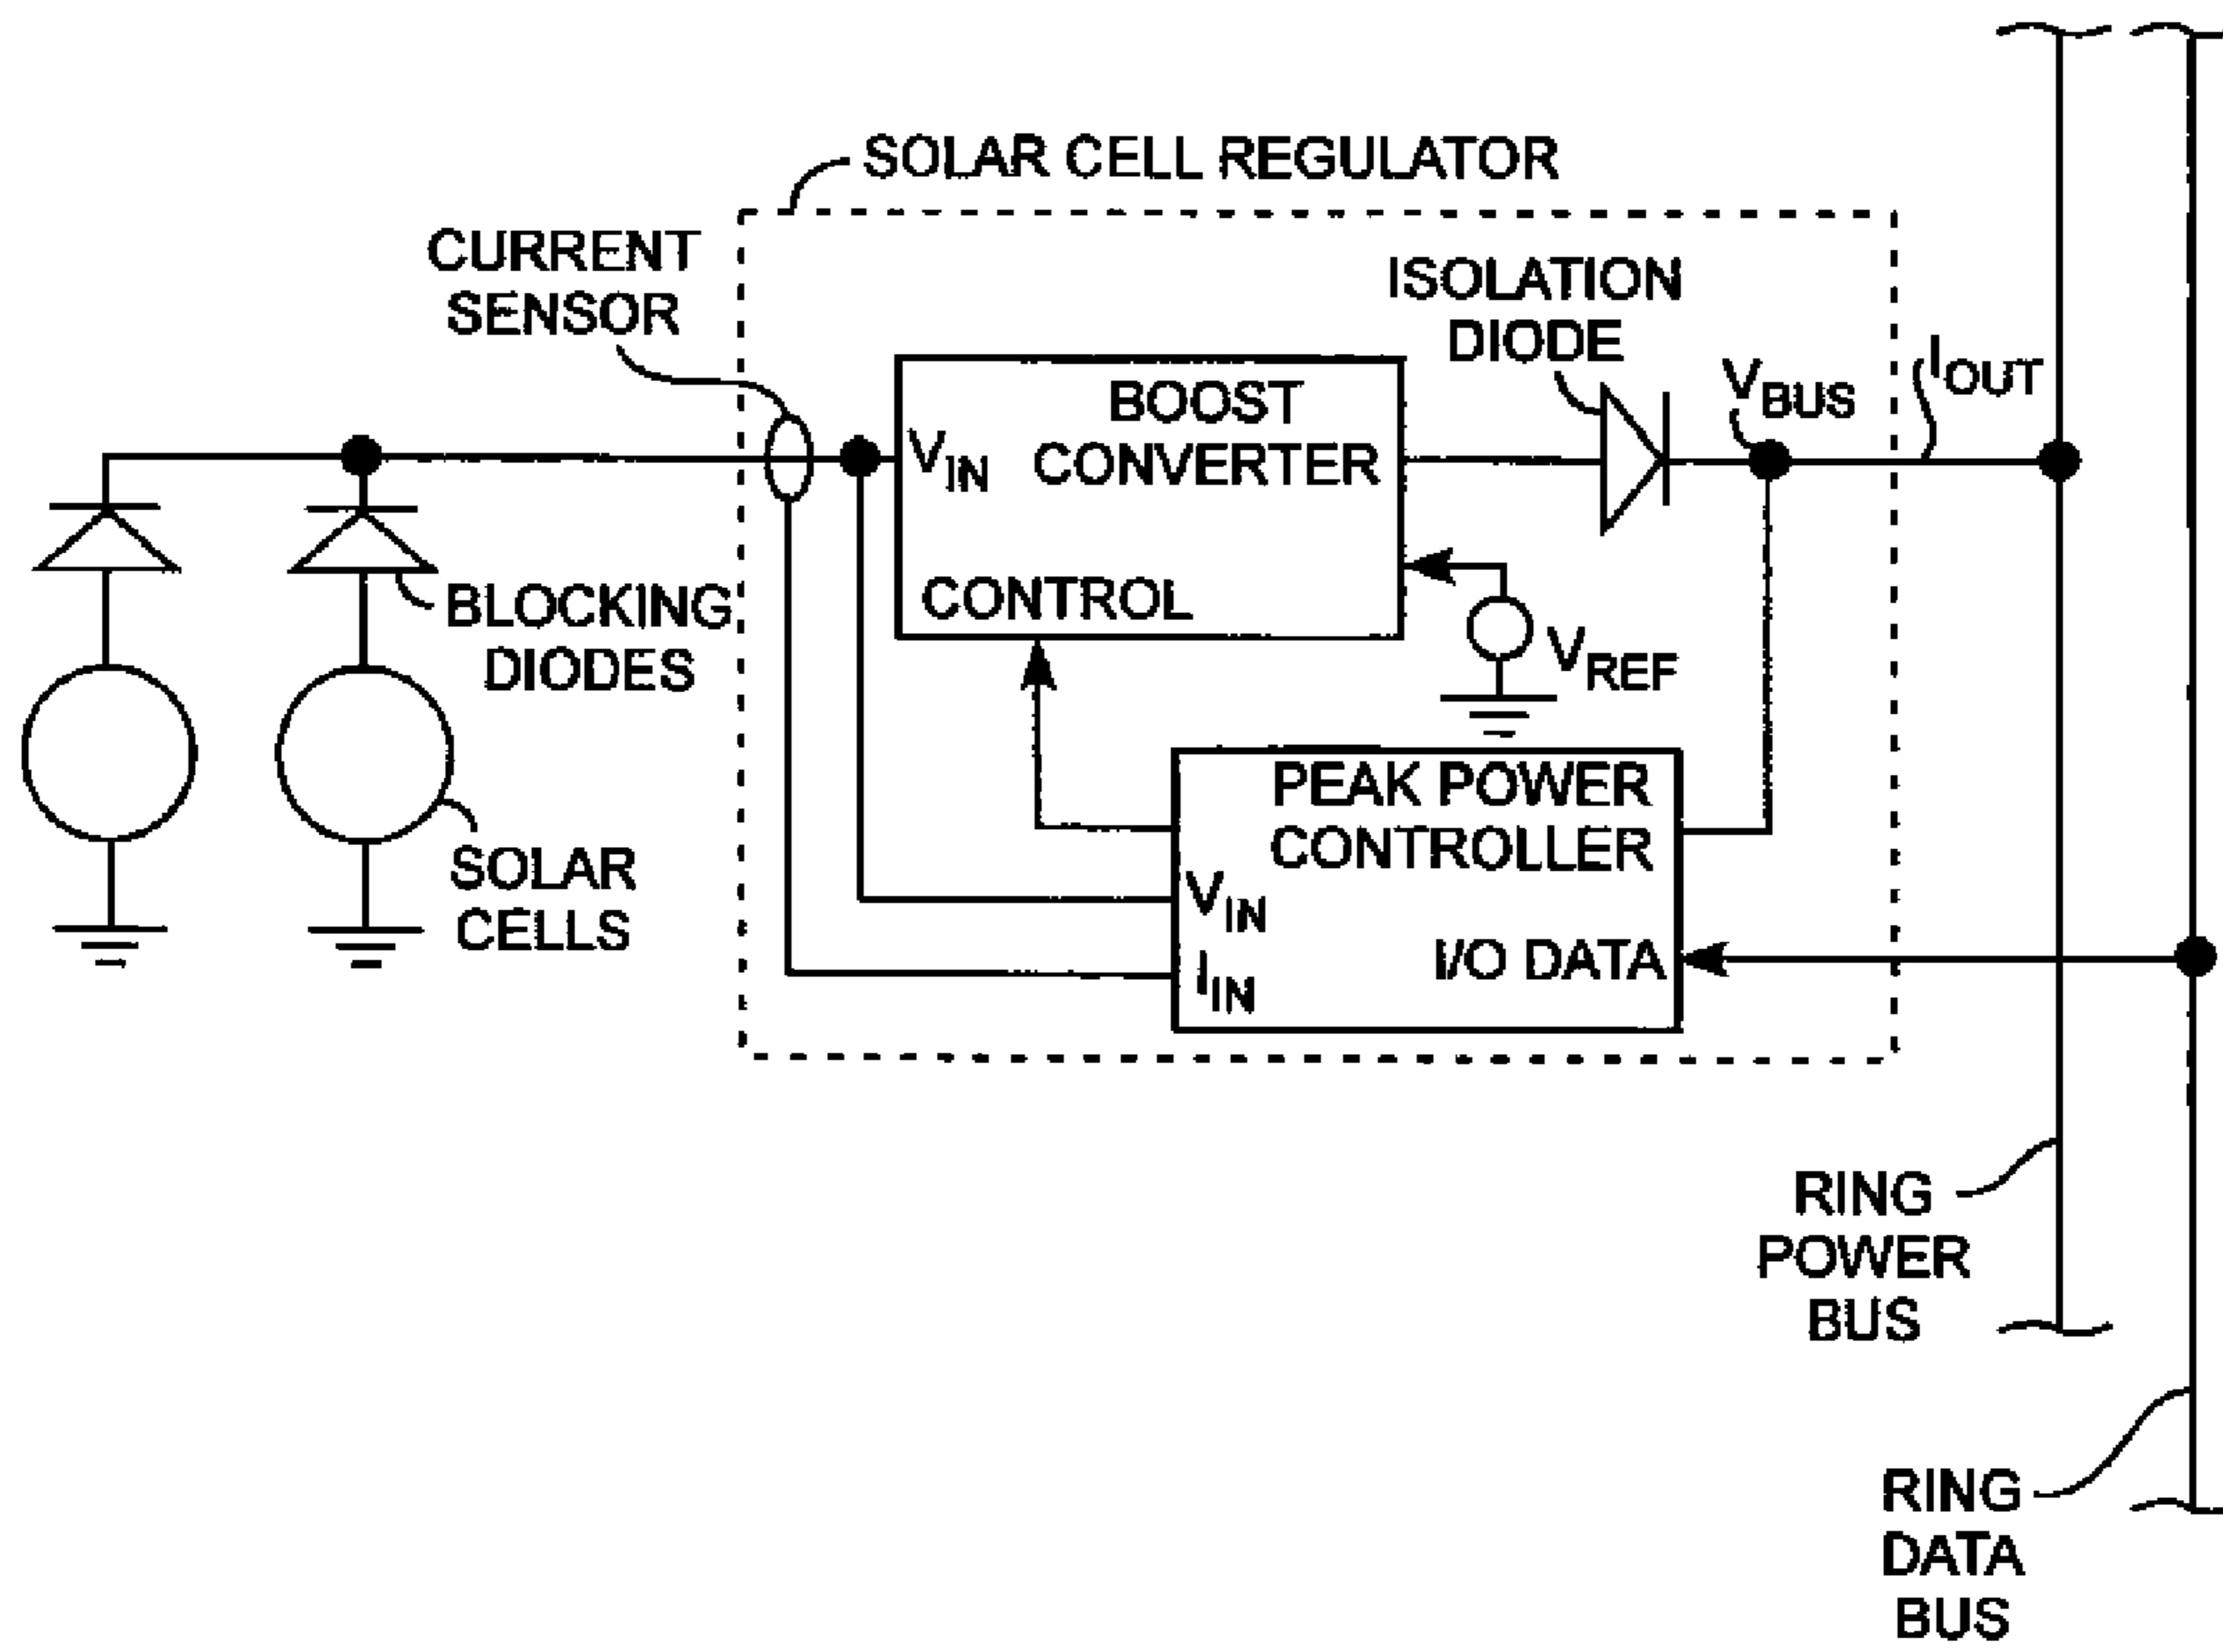 SOLAR CELL REGULATOR
CURRENT
SENSOR
ISOLATION
DIODE
V_BUS
I_OUT
BOOST
V_IN
CONVERTER
CONTROL
V_REF
BLOCKING
DIODES
SOLAR
CELLS
PEAK POWER
CONTROLLER
V_IN
I/O DATA
I_IN
RING
POWER
BUS
RING
DATA
BUS